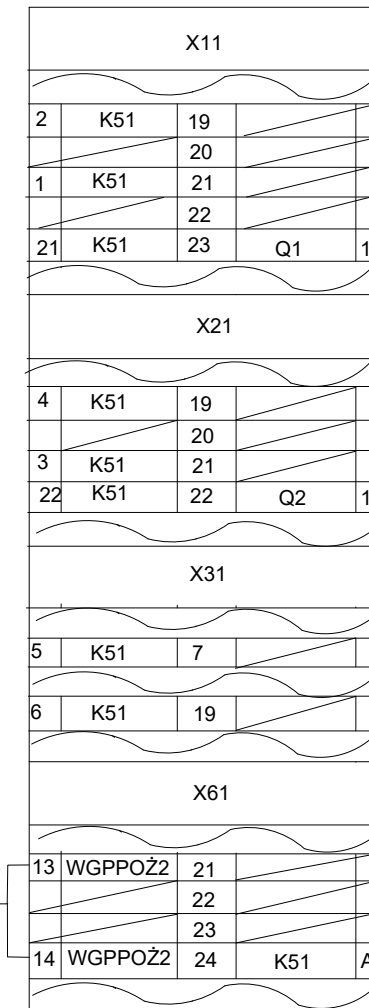 X11
2 K51 19
20
1 K51 21
22
21 K51 23 Q1 1
X21
4 K51 19
20
3 K51 21
22 K51 22 Q2 1
X31
5 K51 7
6 K51 19
X61
13 WGPPOŻ2 21
22
23
14 WGPPOŻ2 24 K51 A